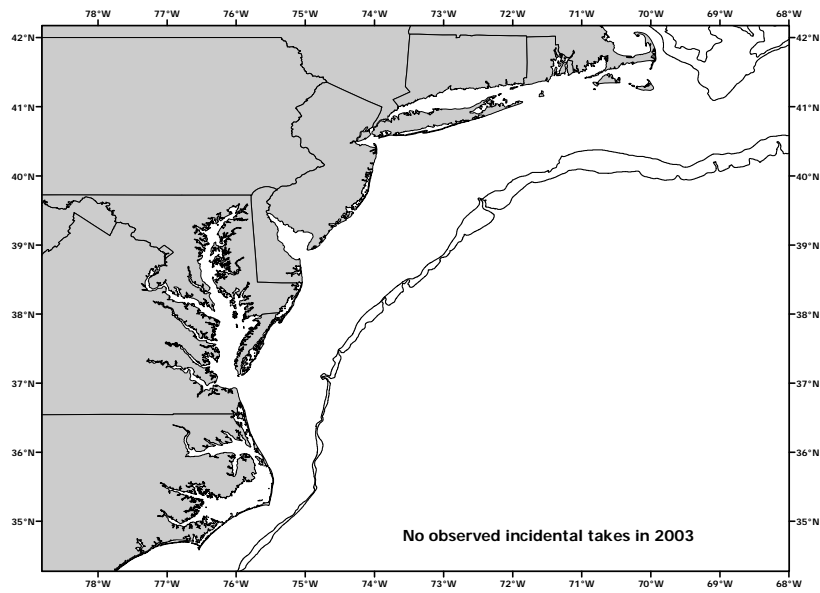 78°W 77°W 76°W 75°W 74°W 73°W 72°W 71°W 70°W 69°W 68°W
42°N 42°N
41°N 41°N
40°N 40°N
39°N 39°N
38°N 38°N
37°N 37°N
36°N 36°N
35°N 35°N
No observed incidental takes in 2003
78°W 77°W 76°W 75°W 74°W 73°W 72°W 71°W 70°W 69°W 68°W